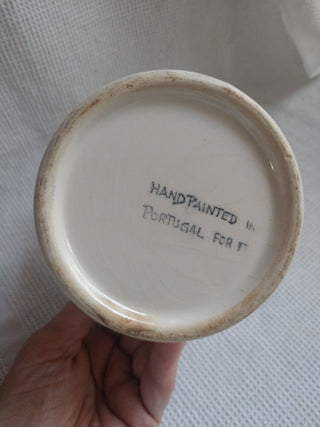 HANDPAINTED IN
PORTUGAL FOR